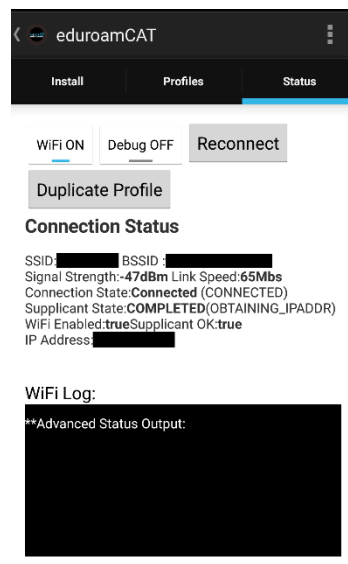 eduroamCAT
Install Profiles Status
WiFi ON Debug OFF Reconnect
Duplicate Profile
Connection Status
SSID: BSSID :
Signal Strength:-47dBm Link Speed:65Mbs
Connection State:Connected (CONNECTED)
Supplicant State:COMPLETED(OBTAINING_IPADDR)
WiFi Enabled:trueSupplicant OK:true
IP Address:
WiFi Log:
**Advanced Status Output: